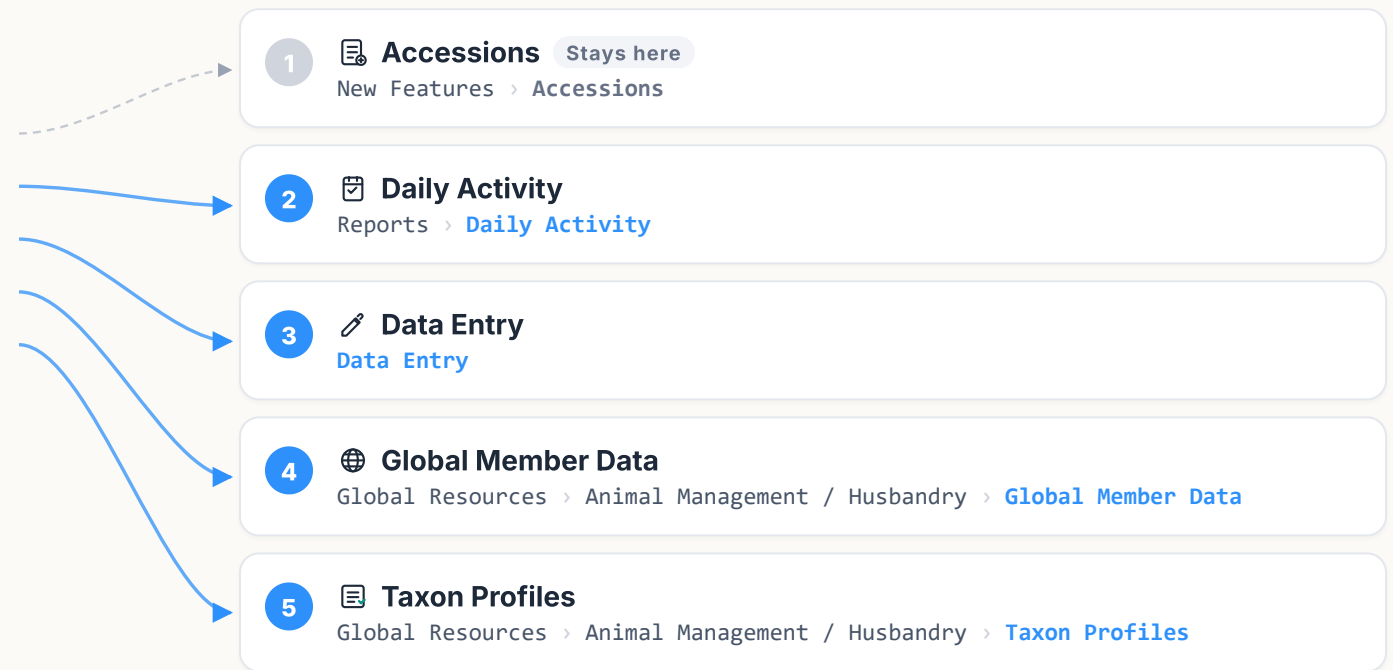 1
Accessions Stays here
New Features › Accessions
2
Daily Activity
Reports › Daily Activity
3
Data Entry
Data Entry
4
Global Member Data
Global Resources › Animal Management / Husbandry › Global Member Data
5
Taxon Profiles
Global Resources › Animal Management / Husbandry › Taxon Profiles